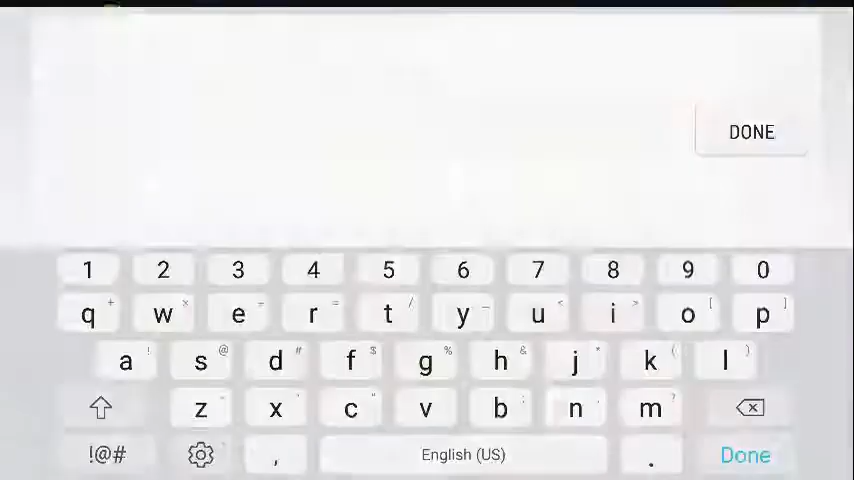 DONE
1 2 3 4 5 6 7 8 9 0
q + w × e ÷ r = t / y _ u < i > o [ p ]
a ! s @ d # f $ g % h & j * k ( l )
z x c " v b ; n , m ?
!@# , English (US) . Done